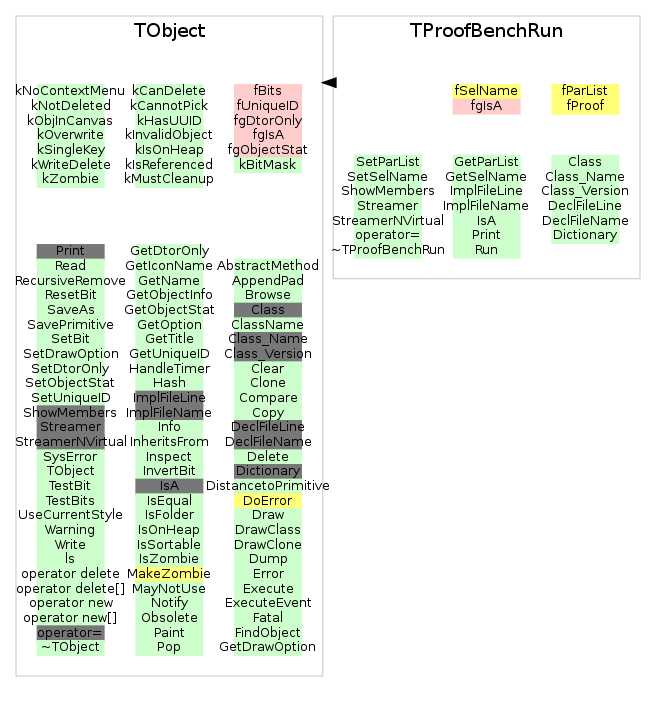 TObject
kNoContextMenu
kNotDeleted
kObjInCanvas
kOverwrite
kSingleKey
kWriteDelete
kZombie
kCanDelete
kCannotPick
kHasUUID
kInvalidObject
kIsOnHeap
kIsReferenced
kMustCleanup
fBits
fUniqueID
fgDtorOnly
fgIsA
fgObjectStat
kBitMask
Print
Read
RecursiveRemove
ResetBit
SaveAs
SavePrimitive
SetBit
SetDrawOption
SetDtorOnly
SetObjectStat
SetUniqueID
ShowMembers
Streamer
StreamerNVirtual
SysError
TObject
TestBit
TestBits
UseCurrentStyle
Warning
Write
ls
operator delete
operator delete[]
operator new
operator new[]
operator=
~TObject
GetDtorOnly
GetIconName
GetName
GetObjectInfo
GetObjectStat
GetOption
GetTitle
GetUniqueID
HandleTimer
Hash
ImplFileLine
ImplFileName
Info
InheritsFrom
Inspect
InvertBit
IsA
IsEqual
IsFolder
IsOnHeap
IsSortable
IsZombie
MakeZombie
MayNotUse
Notify
Obsolete
Paint
Pop
AbstractMethod
AppendPad
Browse
Class
ClassName
Class_Name
Class_Version
Clear
Clone
Compare
Copy
DeclFileLine
DeclFileName
Delete
Dictionary
DistancetoPrimitive
DoError
Draw
DrawClass
DrawClone
Dump
Error
Execute
ExecuteEvent
Fatal
FindObject
GetDrawOption
TProofBenchRun
fSelName
fgIsA
fParList
fProof
SetParList
SetSelName
ShowMembers
Streamer
StreamerNVirtual
operator=
~TProofBenchRun
GetParList
GetSelName
ImplFileLine
ImplFileName
IsA
Print
Run
Class
Class_Name
Class_Version
DeclFileLine
DeclFileName
Dictionary